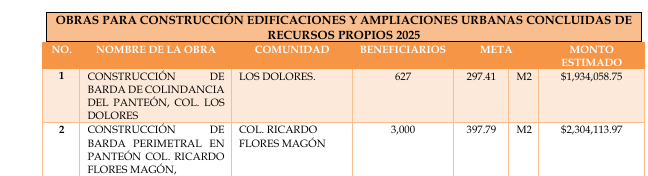 OBRAS PARA CONSTRUCCIÓN EDIFICACIONES Y AMPLIACIONES URBANAS CONCLUIDAS DE
RECURSOS PROPIOS 2025
NO. NOMBRE DE LA OBRA COMUNIDAD BENEFICIARIOS META MONTO
ESTIMADO
1 CONSTRUCCIÓN DE LOS DOLORES. 627 297.41 M2 $1,934,058.75
BARDA DE COLINDANCIA
DEL PANTEÓN, COL. LOS
DOLORES
2 CONSTRUCCIÓN DE COL. RICARDO 3,000 397.79 M2 $2,304,113.97
BARDA PERIMETRAL EN FLORES MAGÓN
PANTEÓN COL. RICARDO
FLORES MAGÓN,